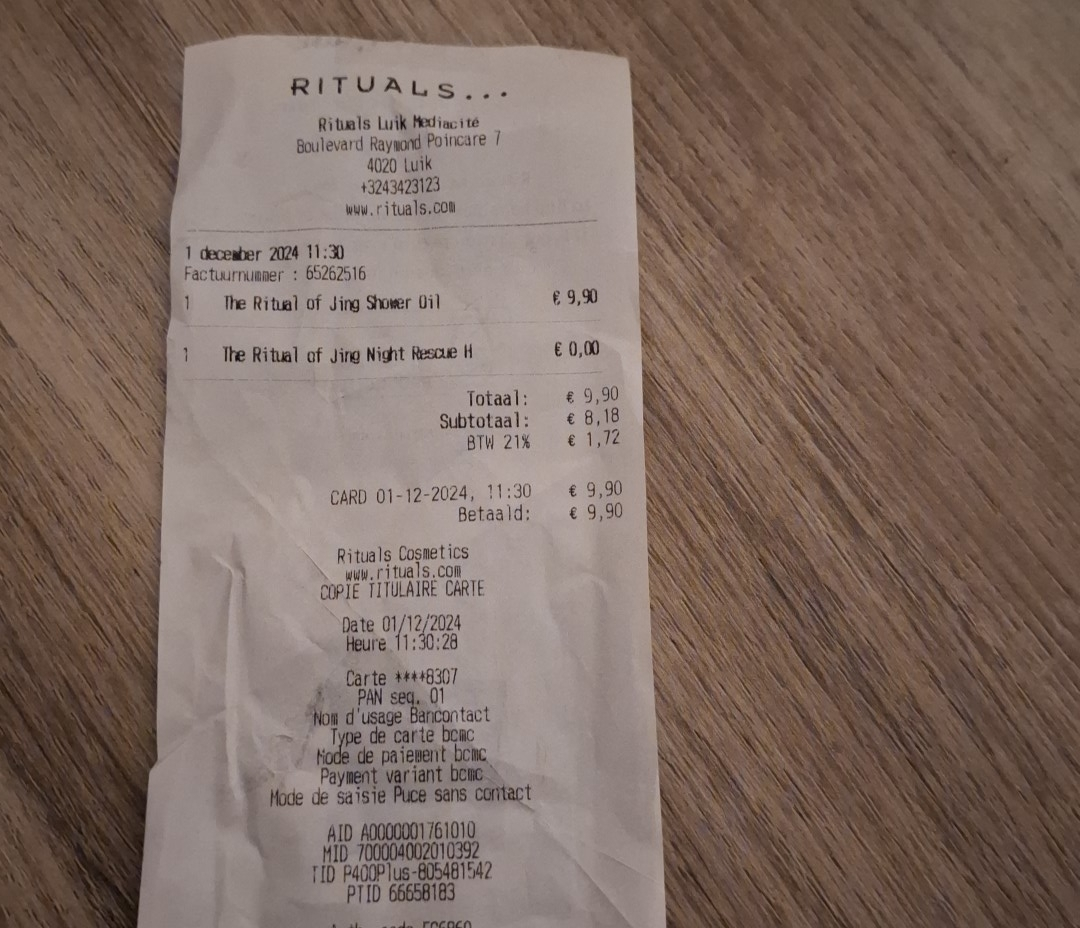 RITUALS...
Rituals Luik Mediacité
Boulevard Raymond Poincare 7
4020 Luik
+3243423123
www.rituals.com
1 december 2024 11:30
Factuurnummer : 65262516
1 The Ritual of Jing Shower Oil € 9,90
1 The Ritual of Jing Night Rescue H € 0,00
Totaal: € 9,90
Subtotaal: € 8,18
BTW 21% € 1,72
CARD 01-12-2024, 11:30 € 9,90
Betaald: € 9,90
Rituals Cosmetics
www.rituals.com
COPIE TITULAIRE CARTE
Date 01/12/2024
Heure 11:30:28
Carte ****8307
PAN seq. 01
Nom d'usage Bancontact
Type de carte bcmc
Mode de paiement bcmc
Payment variant bcmc
Mode de saisie Puce sans contact
AID A0000001761010
MID 700004002010392
TID P400Plus-805481542
PTID 66658183